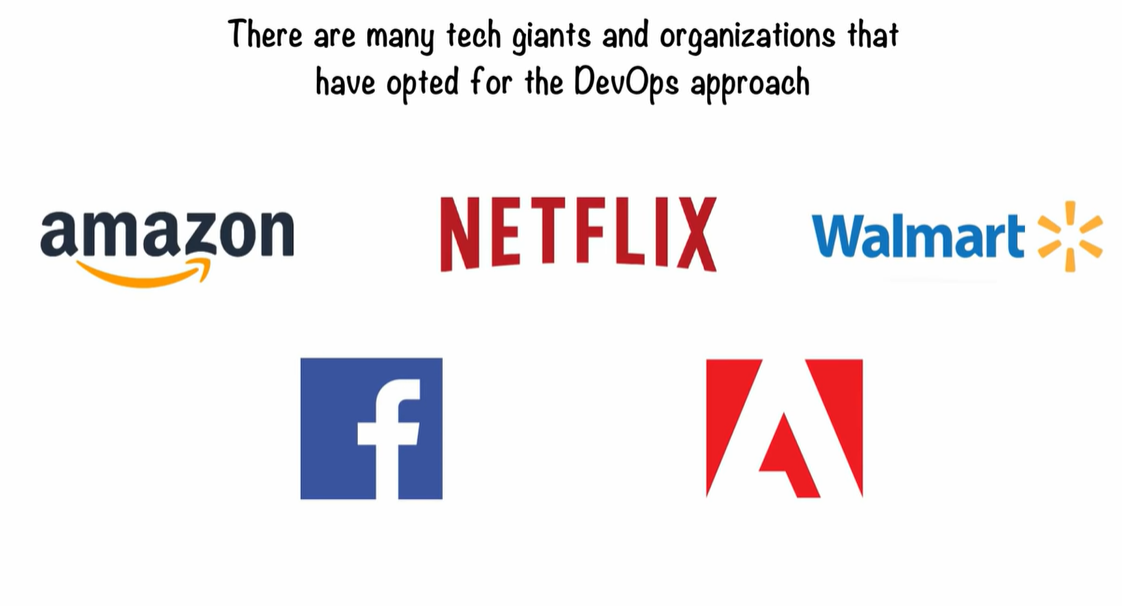 There are many tech giants and organizations that
have opted for the DevOps approach
amazon
NETFLIX
Walmart
f